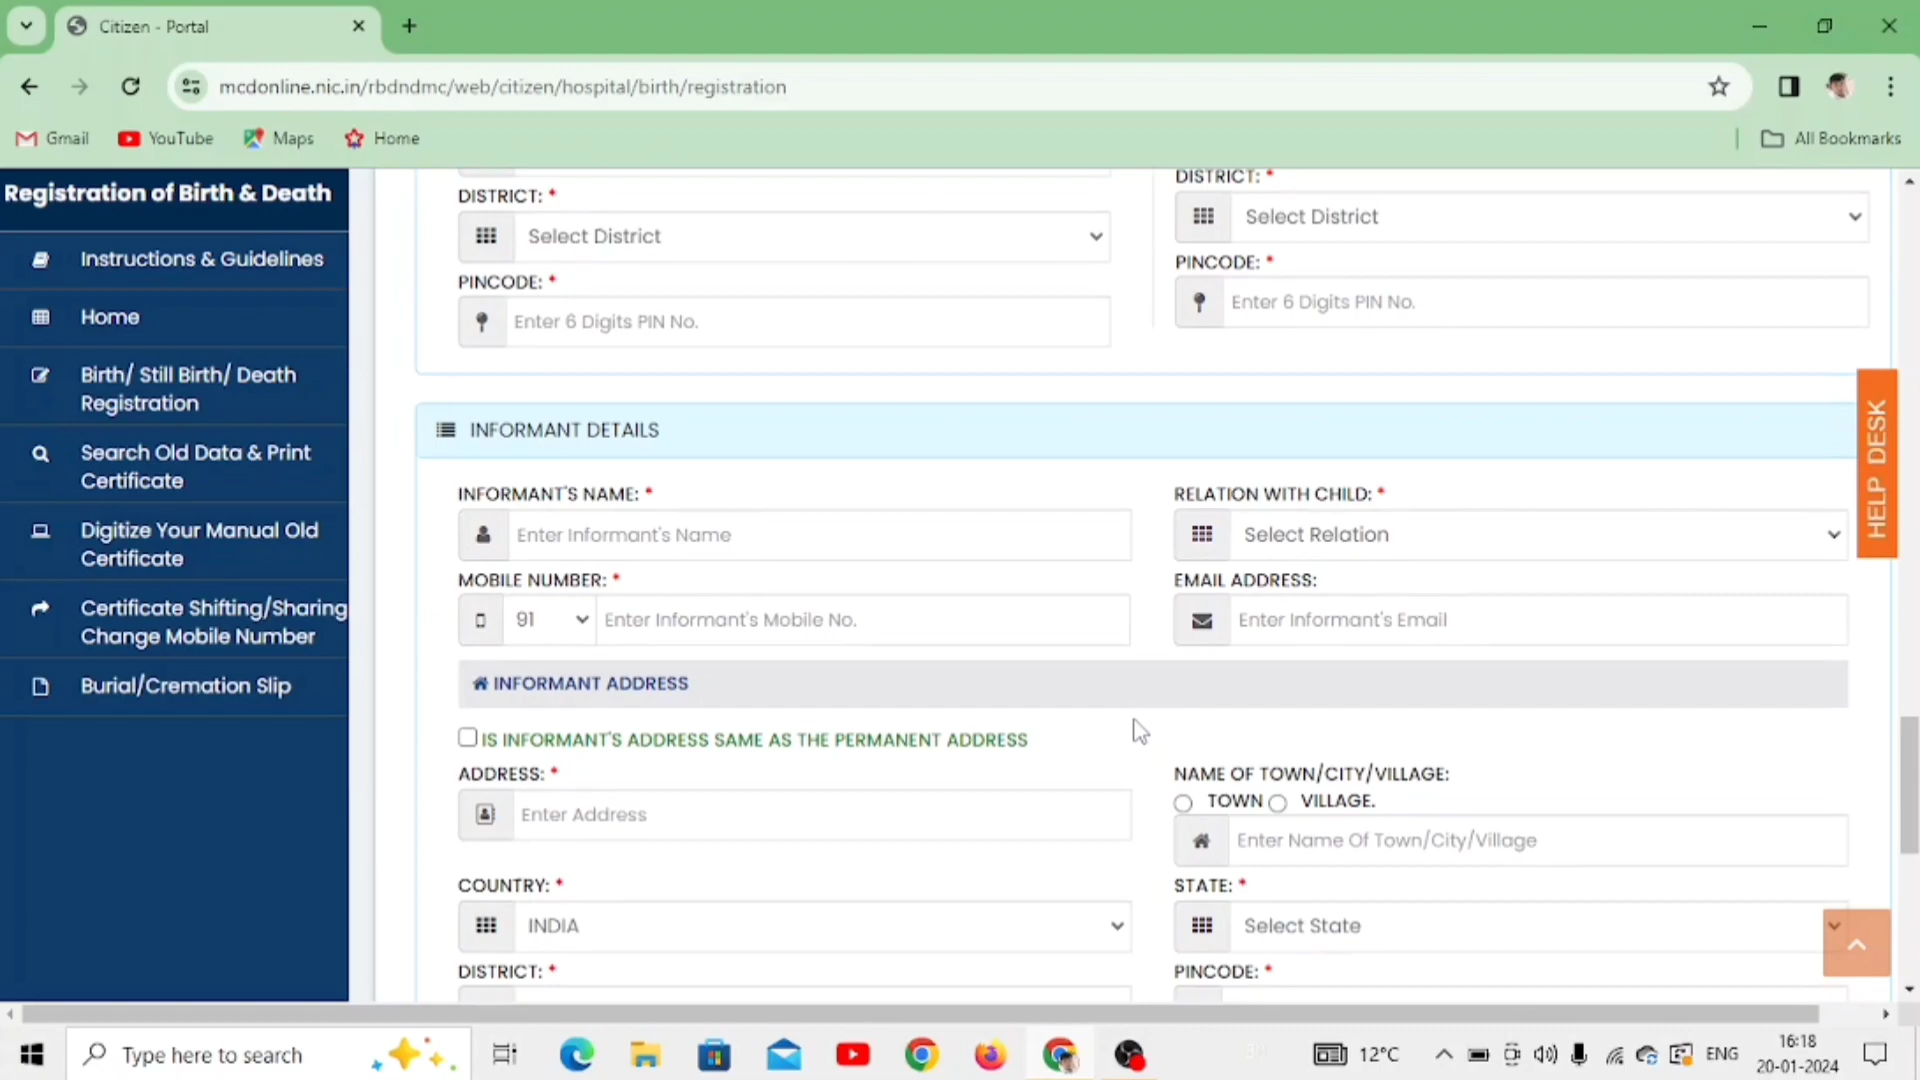 Citizen - Portal
mcdonline.nic.in/rbdndmc/web/citizen/hospital/birth/registration
Gmail YouTube Maps Home All Bookmarks
Registration of Birth & Death
Instructions & Guidelines
Home
Birth/ Still Birth/ Death
Registration
Search Old Data & Print
Certificate
Digitize Your Manual Old
Certificate
Certificate Shifting/Sharing
Change Mobile Number
Burial/Cremation Slip
DISTRICT: *
Select District
PINCODE: *
Enter 6 Digits PIN No.
DISTRICT: *
Select District
PINCODE: *
Enter 6 Digits PIN No.
INFORMANT DETAILS
INFORMANT'S NAME: *
Enter Informant's Name
RELATION WITH CHILD: *
Select Relation
MOBILE NUMBER: *
91 Enter Informant's Mobile No.
EMAIL ADDRESS:
Enter Informant's Email
INFORMANT ADDRESS
IS INFORMANT'S ADDRESS SAME AS THE PERMANENT ADDRESS
ADDRESS: *
Enter Address
NAME OF TOWN/CITY/VILLAGE:
TOWN VILLAGE.
Enter Name Of Town/City/Village
COUNTRY: *
INDIA
STATE: *
Select State
DISTRICT: *
PINCODE: *
HELP DESK
Type here to search
12°C
ENG
16:18
20-01-2024